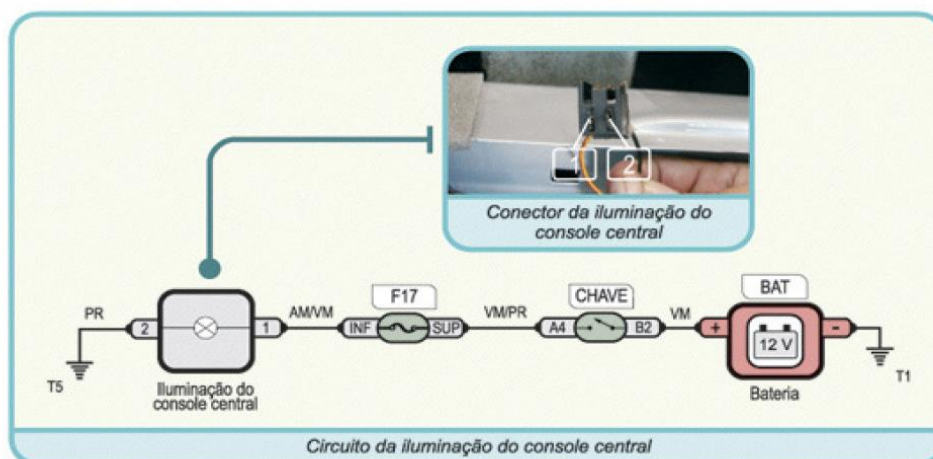 1
2
Conector da iluminação do
console central
F17
CHAVE
BAT
PR
2
1
AM/VM
INF
SUP
VM/PR
A4
B2
VM
+
12 V
-
T5
T1
Iluminação do
console central
Bateria
Circuito da iluminação do console central